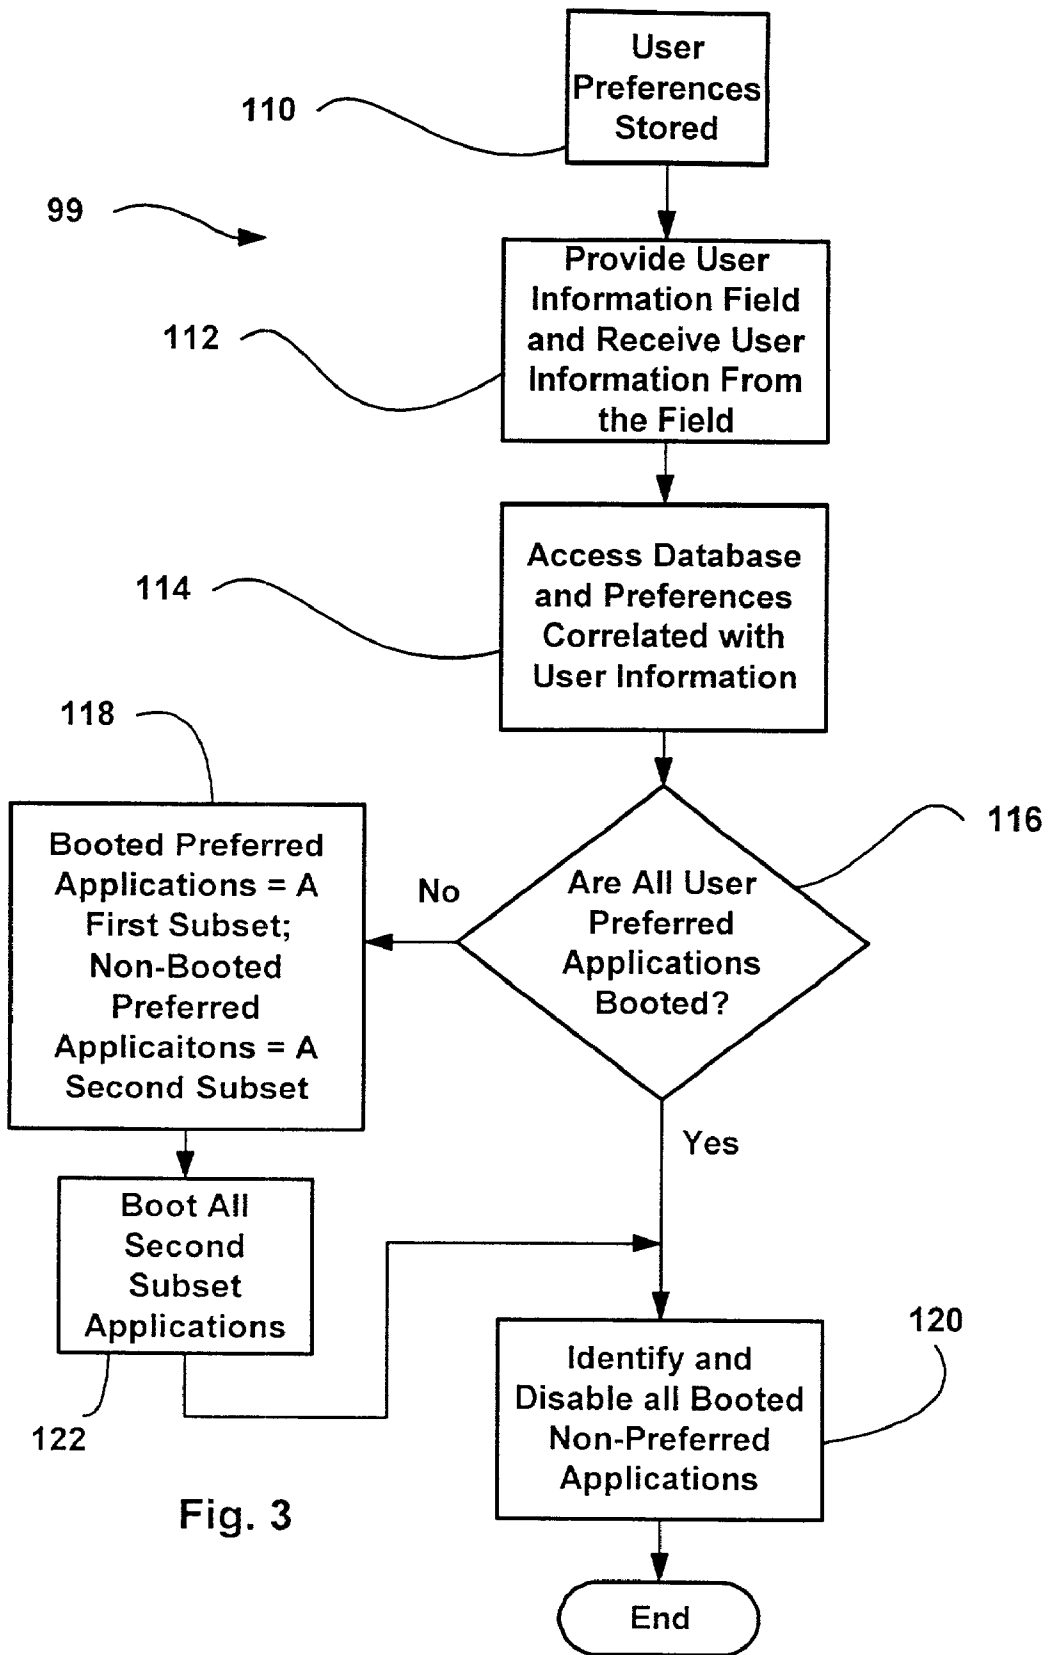 User
Preferences
Stored
110
99
Provide User
Information Field
and Receive User
Information From
the Field
112
Access Database
and Preferences
Correlated with
User Information
114
118
116
Are All User
Preferred
Applications
Booted?
No
Booted Preferred
Applications = A
First Subset;
Non-Booted
Preferred
Applicaitons = A
Second Subset
Yes
Boot All
Second
Subset
Applications
122
120
Identify and
Disable all Booted
Non-Preferred
Applications
Fig. 3
End